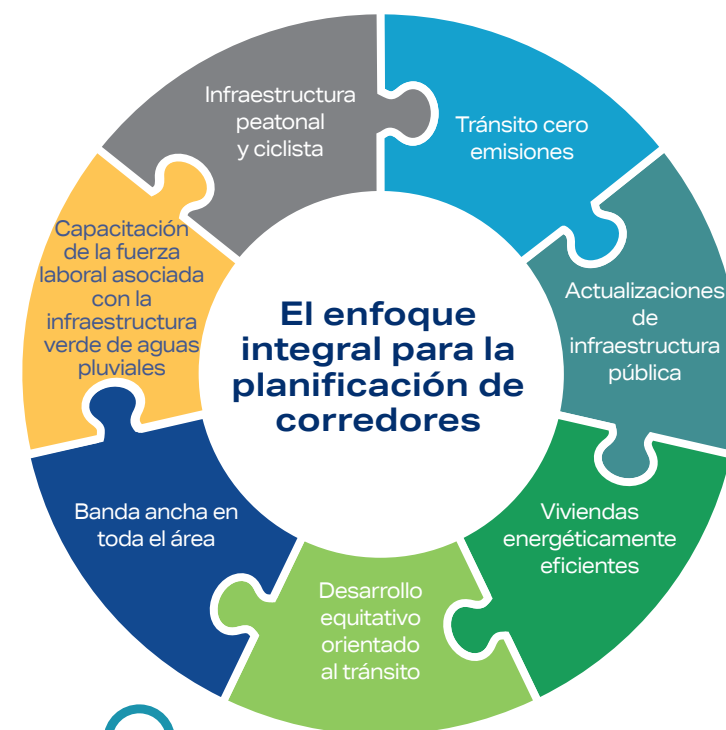 Infraestructura
peatonal
y ciclista
Tránsito cero
emisiones
Actualizaciones
de
infraestructura
pública
Viviendas
energéticamente
eficientes
Desarrollo
equitativo
orientado
al tránsito
Banda ancha en
toda el área
Capacitación
de la fuerza
laboral asociada
con la
infraestructura
verde de aguas
pluviales
El enfoque
integral para la
planificación de
corredores